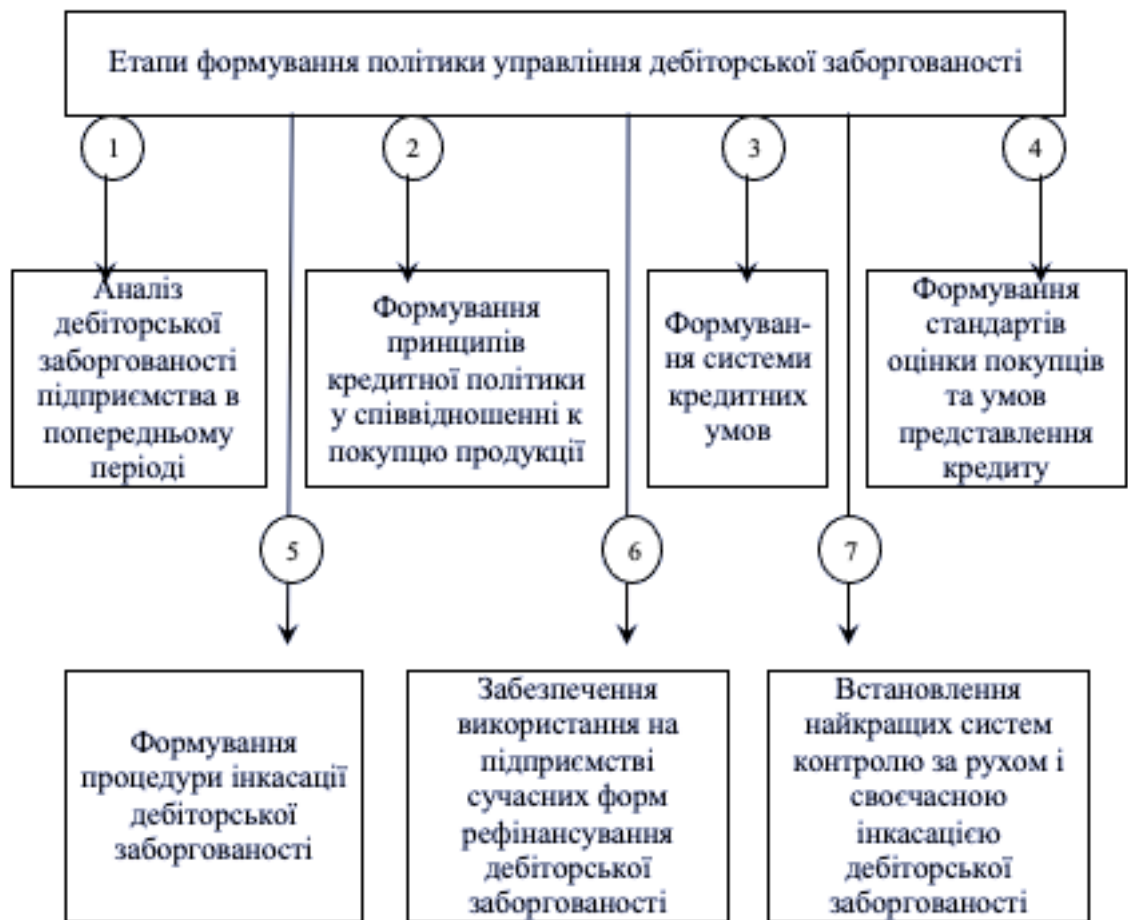 Етапи формування політики управління дебіторської заборгованості
1
2
3
4
Аналіз
дебіторської
заборгованості
підприємства в
попередньому
періоді
Формування
принципів
кредитної політики
у співвідношенні к
покупцю продукції
Формуван-
ня системи
кредитних
умов
Формування
стандартів
оцінки покупців
та умов
представлення
кредиту
5
6
7
Формування
процедури інкасації
дебіторської
заборгованості
Забезпечення
використання на
підприємстві
сучасних форм
рефінансування
дебіторської
заборгованості
Встановлення
найкращих систем
контролю за рухом і
своєчасною
інкасацією
дебіторської
заборгованості